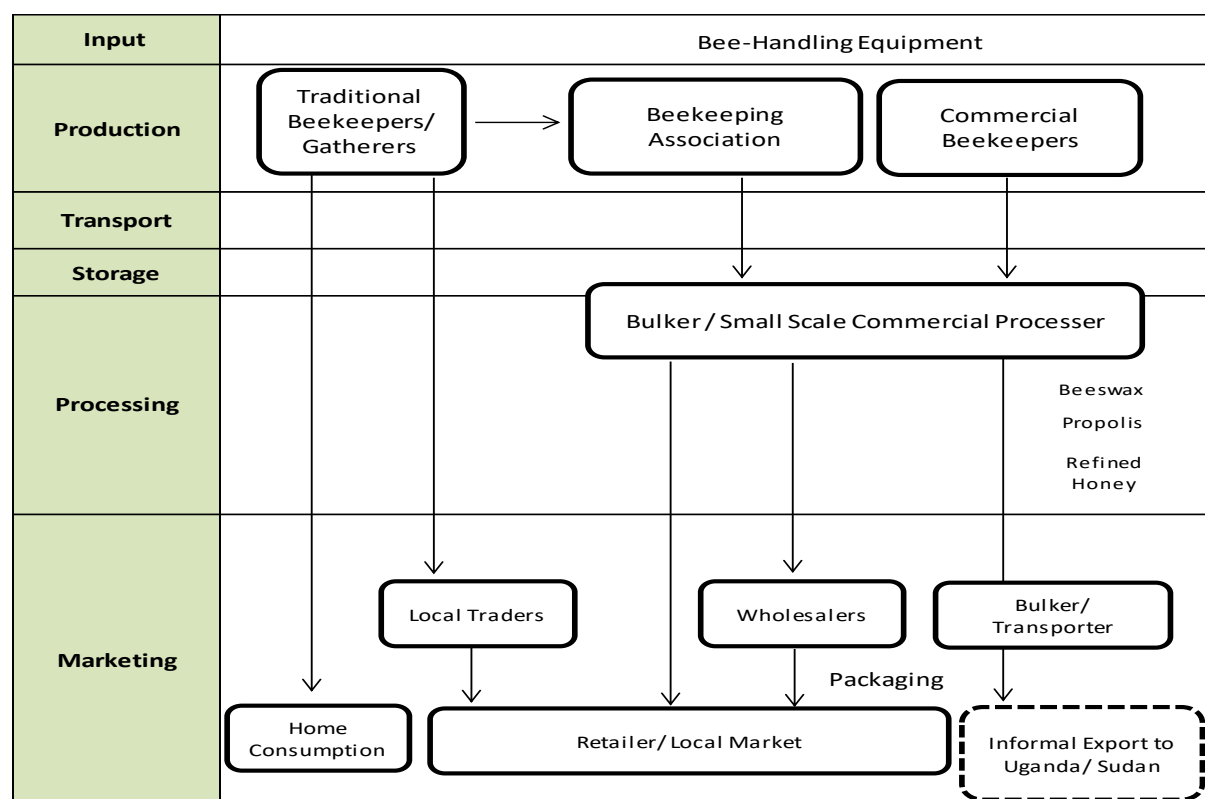 Input
Bee-Handling Equipment
Production
Traditional
Beekeepers/
Gatherers
Beekeeping
Association
Commercial
Beekeepers
Transport
Storage
Bulker / Small Scale Commercial Processer
Processing
Beeswax
Propolis
Refined
Honey
Marketing
Local Traders
Wholesalers
Bulker/
Transporter
Packaging
Home
Consumption
Retailer/ Local Market
Informal Export to
Uganda/ Sudan